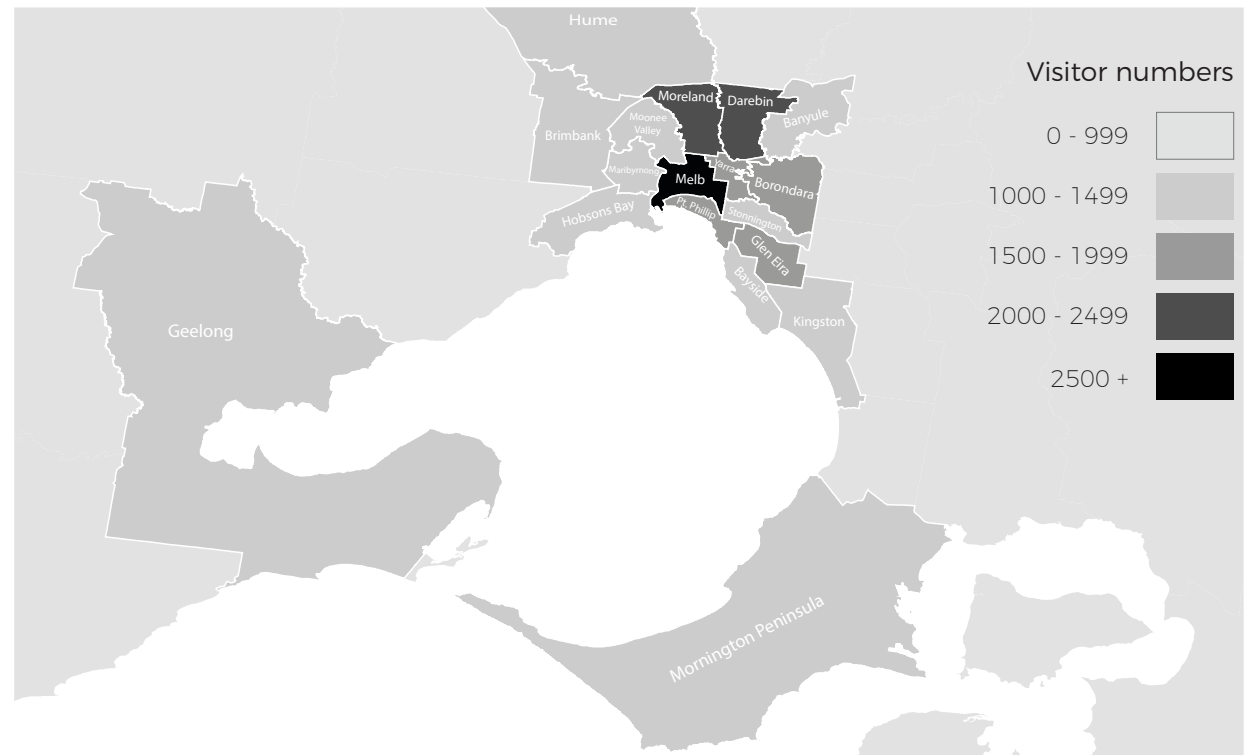 Hume
Visitor numbers
Moreland
Darebin
Banyule
Moonee
Valley
Brimbank
0 - 999
Maribyrnong
Melb
Yarra
Borondara
1000 - 1499
Hobsons Bay
Pt. Phillip
Stonnington
1500 - 1999
Glen Eira
Bayside
Kingston
2000 - 2499
Geelong
2500 +
Mornington Peninsula